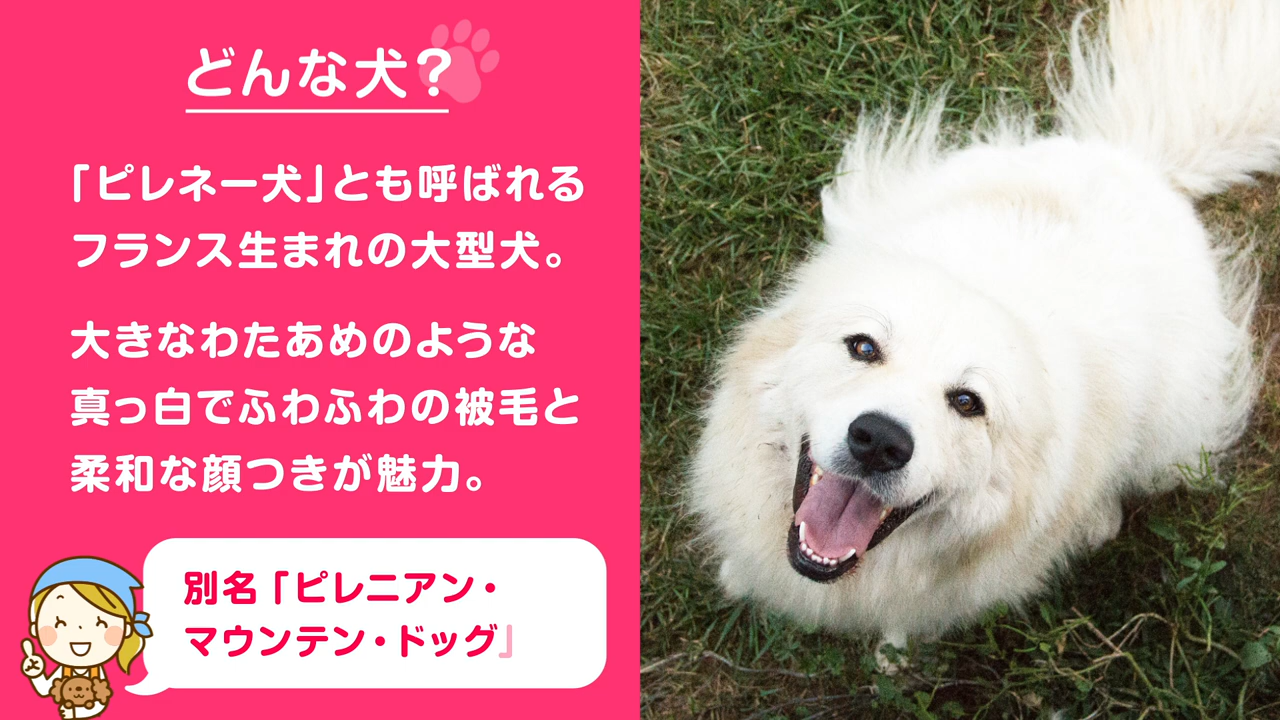 どんな犬？
「ピレネー犬」とも呼ばれる
フランス生まれの大型犬。
大きなわたあめのような
真っ白でふわふわの被毛と
柔和な顔つきが魅力。
別名「ピレニアン・
マウンテン・ドッグ」